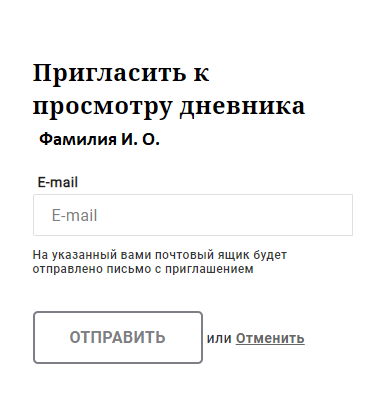 Пригласить к
просмотру дневника
Фамилия И. О.
E-mail
E-mail
На указанный вами почтовый ящик будет
отправлено письмо с приглашением
ОТПРАВИТЬ или Отменить